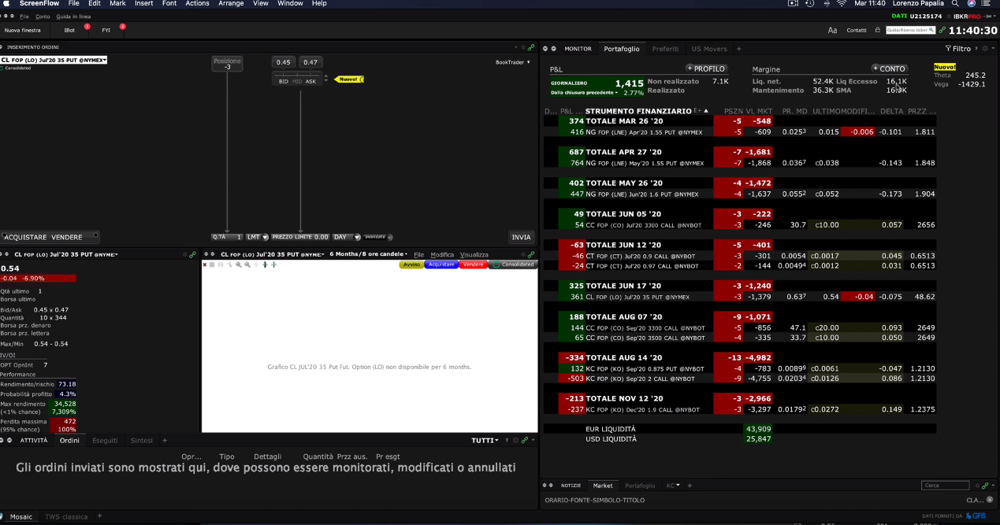 ScreenFlow File Edit Mark Insert Font Actions Arrange View Window Help Mar 11:40 Lorenzo Papalia
File Conto Guida in linea DATI U2125174 IBKRPRO
Nuova finestra IBot 1 FYI 2 Aa Contatti Guida/Ricerca ticker 11:40:30
INSERIMENTO ORDINI
CL FOP (LO) Jul'20 35 PUT @NYMEX
Consolidated
Posizione
-3
0.45 0.47
BID MID ASK
Nuovo!
BookTrader
ACQUISTARE VENDERE Q.TÀ 1 LMT PREZZO LIMITE 0.00 DAY avanzate INVIA
CL FOP (LO) Jul'20 35 PUT @NYME
0.54
-0.04 -6.90%
Qtà ultimo 1
Borsa ultimo
Bid/Ask 0.45 x 0.47
Quantità 10 x 344
Borsa prz. denaro
Borsa prz. lettera
Max/Min 0.54 - 0.54
IV/OI
OPT OpnInt 7
Performance
Rendimento/rischio 73.18
Probabilità profitto 4.3%
Max rendimento 34,528
(<1% chance) 7,309%
Perdita massima 472
(95% chance) 100%
CL FOP (LO) Jul'20 35 PUT @NYME 6 Months/8 ore candele File Modifica Visualizza
Avviso Acquistare Vendere Consolidated
Grafico CL JUL'20 35 Put Fut. Option (LO) non disponibile per 6 months.
ATTIVITÀ Ordini Eseguiti Sintesi + TUTTI
Opr... Tipo Dettagli Quantità Prz aus. Pr esgt
Gli ordini inviati sono mostrati qui, dove possono essere monitorati, modificati o annullati
Mosaic TWS classica +
MONITOR Portafoglio Preferiti US Movers + Filtro
P&L + PROFILO Margine + CONTO Nuovo!
GIORNALIERO 1,415 Non realizzato 7.1K Liq. net. 52.4K Liq Eccesso 16.1K Theta 245.2
Dalla chiusura precedente 2.77% Realizzato Mantenimento 36.3K SMA Vega -1429.1
D... P&L ... STRUMENTO FINANZIARIO E+ PSZN VL MKT PR. MD ULTIMO MODIFI... DELTA PRZZ ...
374 TOTALE MAR 26 '20 -5 -548
416 NG FOP (LNE) Apr'20 1.55 PUT @NYMEX -5 -609 0.0253 0.015 -0.006 -0.101 1.811
687 TOTALE APR 27 '20 -7 -1,681
764 NG FOP (LNE) May'20 1.55 PUT @NYMEX -7 -1,868 0.0367 c0.038 -0.143 1.848
402 TOTALE MAY 26 '20 -4 -1,472
447 NG FOP (LNE) Jun'20 1.6 PUT @NYMEX -4 -1,637 0.0552 c0.052 -0.173 1.904
49 TOTALE JUN 05 '20 -3 -222
54 CC FOP (CO) Jul'20 3300 CALL @NYBOT -3 -246 30.7 c10.00 0.057 2656
-63 TOTALE JUN 12 '20 -5 -401
-46 CT FOP (CT) Jul'20 0.9 CALL @NYBOT -3 -301 0.0054 c0.0017 0.045 0.6513
-24 CT FOP (CT) Jul'20 0.97 CALL @NYBOT -2 -144 0.00494 c0.0012 0.031 0.6513
325 TOTALE JUN 17 '20 -3 -1,240
361 CL FOP (LO) Jul'20 35 PUT @NYMEX -3 -1,379 0.637 0.54 -0.04 -0.075 48.62
188 TOTALE AUG 07 '20 -9 -1,071
144 CC FOP (CO) Sep'20 3300 CALL @NYBOT -5 -856 47.1 c20.00 0.093 2649
65 CC FOP (CO) Sep'20 3500 CALL @NYBOT -4 -335 33.7 c10.00 0.050 2649
-334 TOTALE AUG 14 '20 -13 -4,982
132 KC FOP (KO) Sep'20 0.875 PUT @NYBOT -4 -783 0.00899 c0.0061 -0.047 1.2130
-503 KC FOP (KO) Sep'20 2 CALL @NYBOT -9 -4,755 0.02034 c0.0126 0.086 1.2130
-213 TOTALE NOV 12 '20 -3 -2,966
-237 KC FOP (KO) Dec'20 1.9 CALL @NYBOT -3 -3,297 0.01792 c0.0272 0.149 1.2375
EUR LIQUIDITÀ 43,909
USD LIQUIDITÀ 25,847
NOTIZIE Market Portafoglio KC + Cerca
ORARIO-FONTE-SIMBOLO-TITOLO CLA...
DATI FORNITI DA GFIS